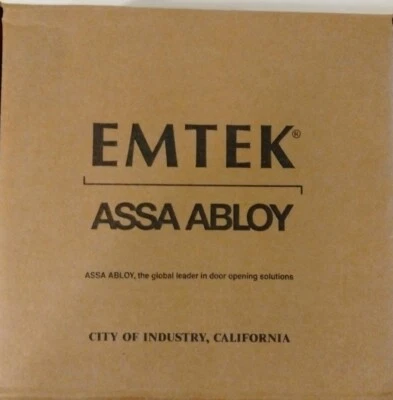 EMTEK®
ASSA ABLOY
ASSA ABLOY, the global leader in door opening solutions
CITY OF INDUSTRY, CALIFORNIA